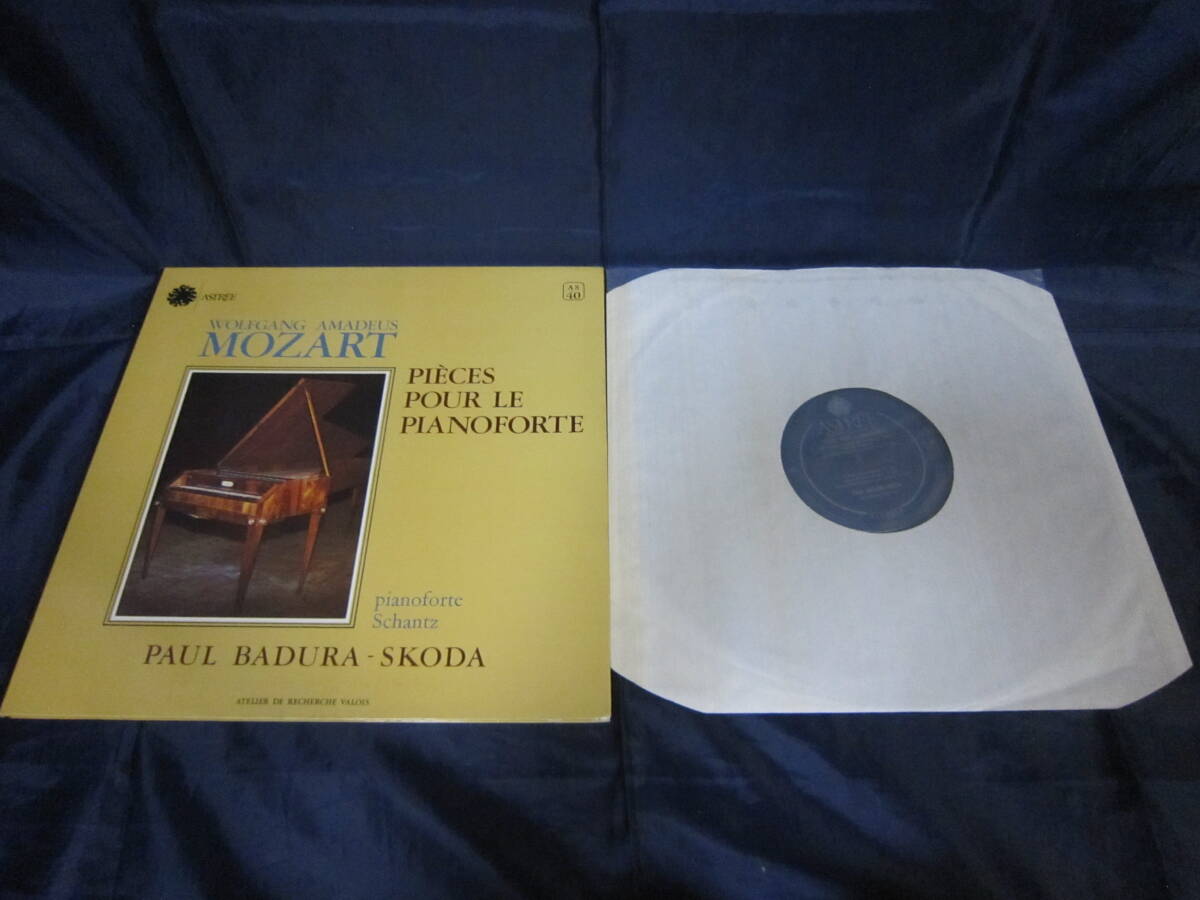 ASTRÉE
AS
40
WOLFGANG AMADEUS
MOZART
PIÈCES
POUR LE
PIANOFORTE
pianoforte
Schantz
PAUL BADURA - SKODA
ATELIER DE RECHERCHE VALOIS
ASTRÉE